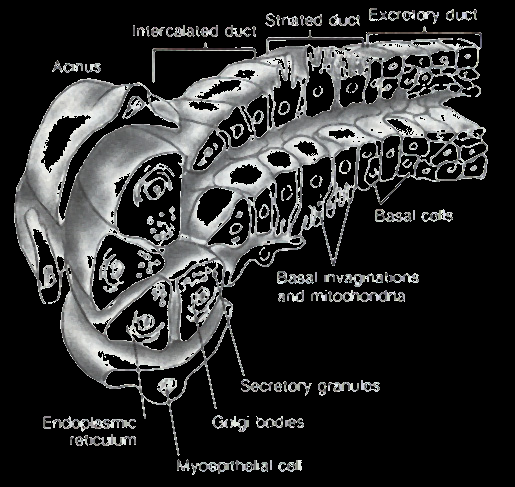 Excretory duct
Striated duct
Intercalated duct
Acinus
Basal cells
Basal invaginations
and mitochondria
Secretory granules
Endoplasmic
reticulum
Golgi bodies
Myoepithelial cell